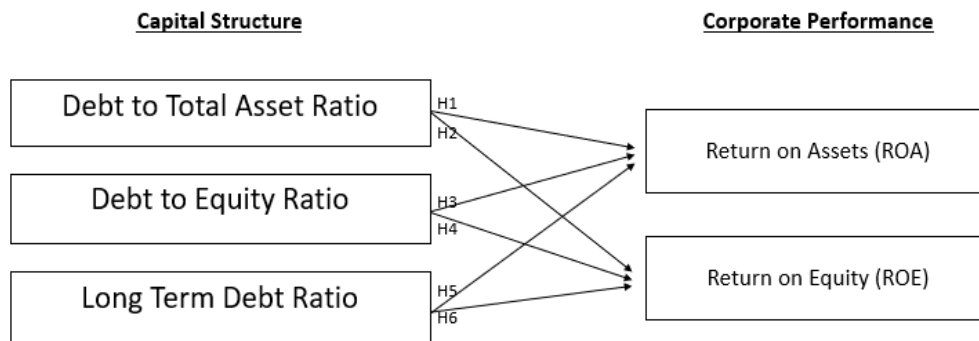 Capital Structure
Corporate Performance
Debt to Total Asset Ratio
H1
H2
Return on Assets (ROA)
Debt to Equity Ratio
H3
H4
Return on Equity (ROE)
Long Term Debt Ratio
H5
H6